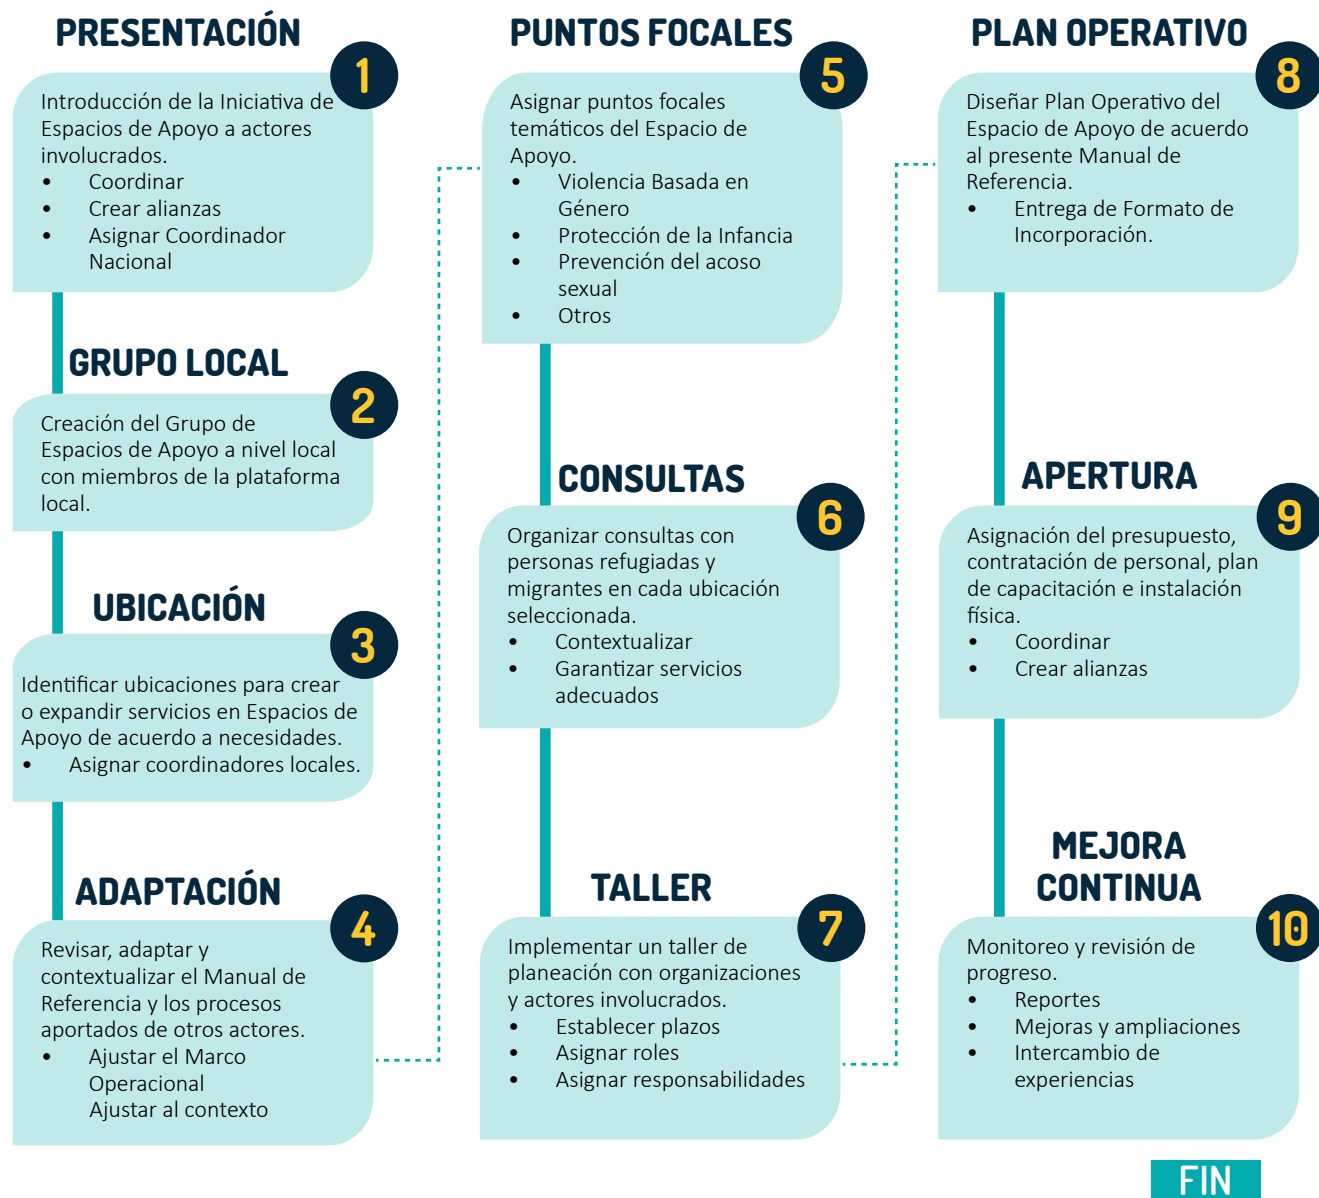 PRESENTACIÓN
1
Introducción de la Iniciativa de
Espacios de Apoyo a actores
involucrados.
• Coordinar
• Crear alianzas
• Asignar Coordinador
Nacional
GRUPO LOCAL
2
Creación del Grupo de
Espacios de Apoyo a nivel local
con miembros de la plataforma
local.
UBICACIÓN
3
Identificar ubicaciones para crear
o expandir servicios en Espacios de
Apoyo de acuerdo a necesidades.
• Asignar coordinadores locales.
ADAPTACIÓN
4
Revisar, adaptar y
contextualizar el Manual de
Referencia y los procesos
aportados de otros actores.
• Ajustar el Marco
Operacional
Ajustar al contexto
PUNTOS FOCALES
5
Asignar puntos focales
temáticos del Espacio de
Apoyo.
• Violencia Basada en
Género
• Protección de la Infancia
• Prevención del acoso
sexual
• Otros
CONSULTAS
6
Organizar consultas con
personas refugiadas y
migrantes en cada ubicación
seleccionada.
• Contextualizar
• Garantizar servicios
adecuados
TALLER
7
Implementar un taller de
planeación con organizaciones
y actores involucrados.
• Establecer plazos
• Asignar roles
• Asignar responsabilidades
PLAN OPERATIVO
8
Diseñar Plan Operativo del
Espacio de Apoyo de acuerdo
al presente Manual de
Referencia.
• Entrega de Formato de
Incorporación.
APERTURA
9
Asignación del presupuesto,
contratación de personal, plan
de capacitación e instalación
física.
• Coordinar
• Crear alianzas
MEJORA
CONTINUA
10
Monitoreo y revisión de
progreso.
• Reportes
• Mejoras y ampliaciones
• Intercambio de
experiencias
FIN